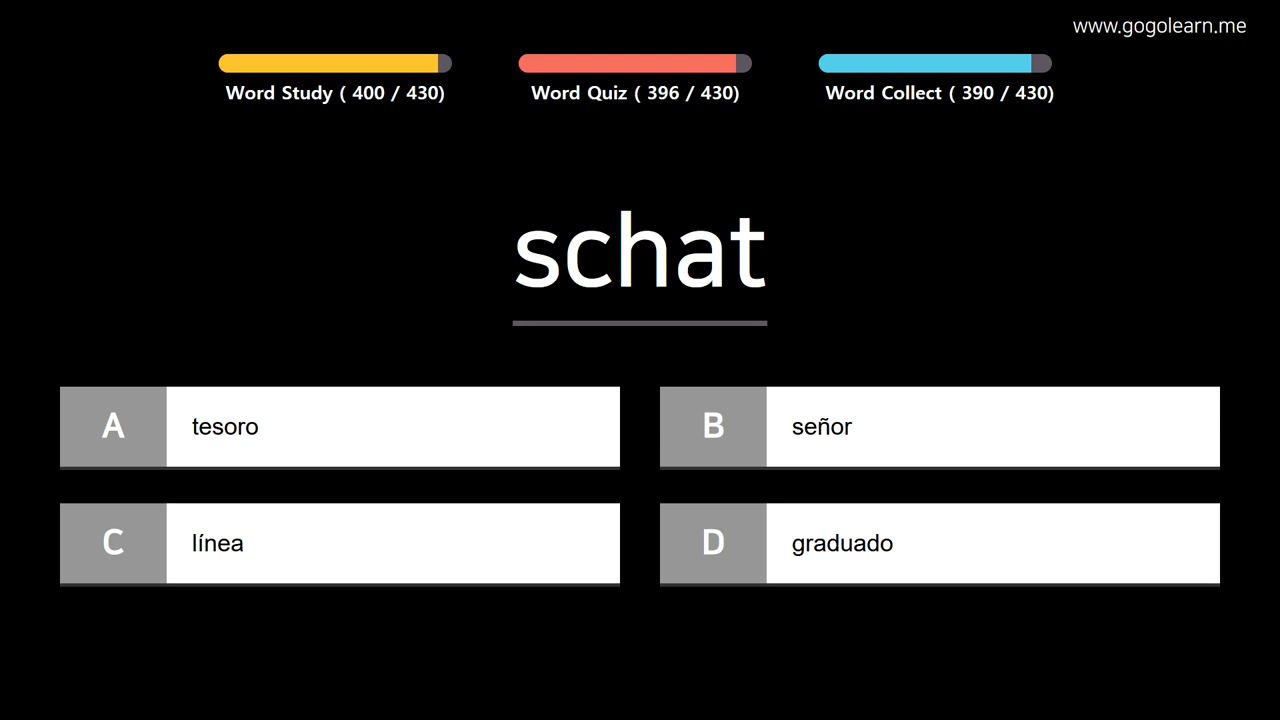 www.gogolearn.me
Word Study ( 400 / 430)
Word Quiz ( 396 / 430)
Word Collect ( 390 / 430)
schat
A
tesoro
B
señor
C
línea
D
graduado